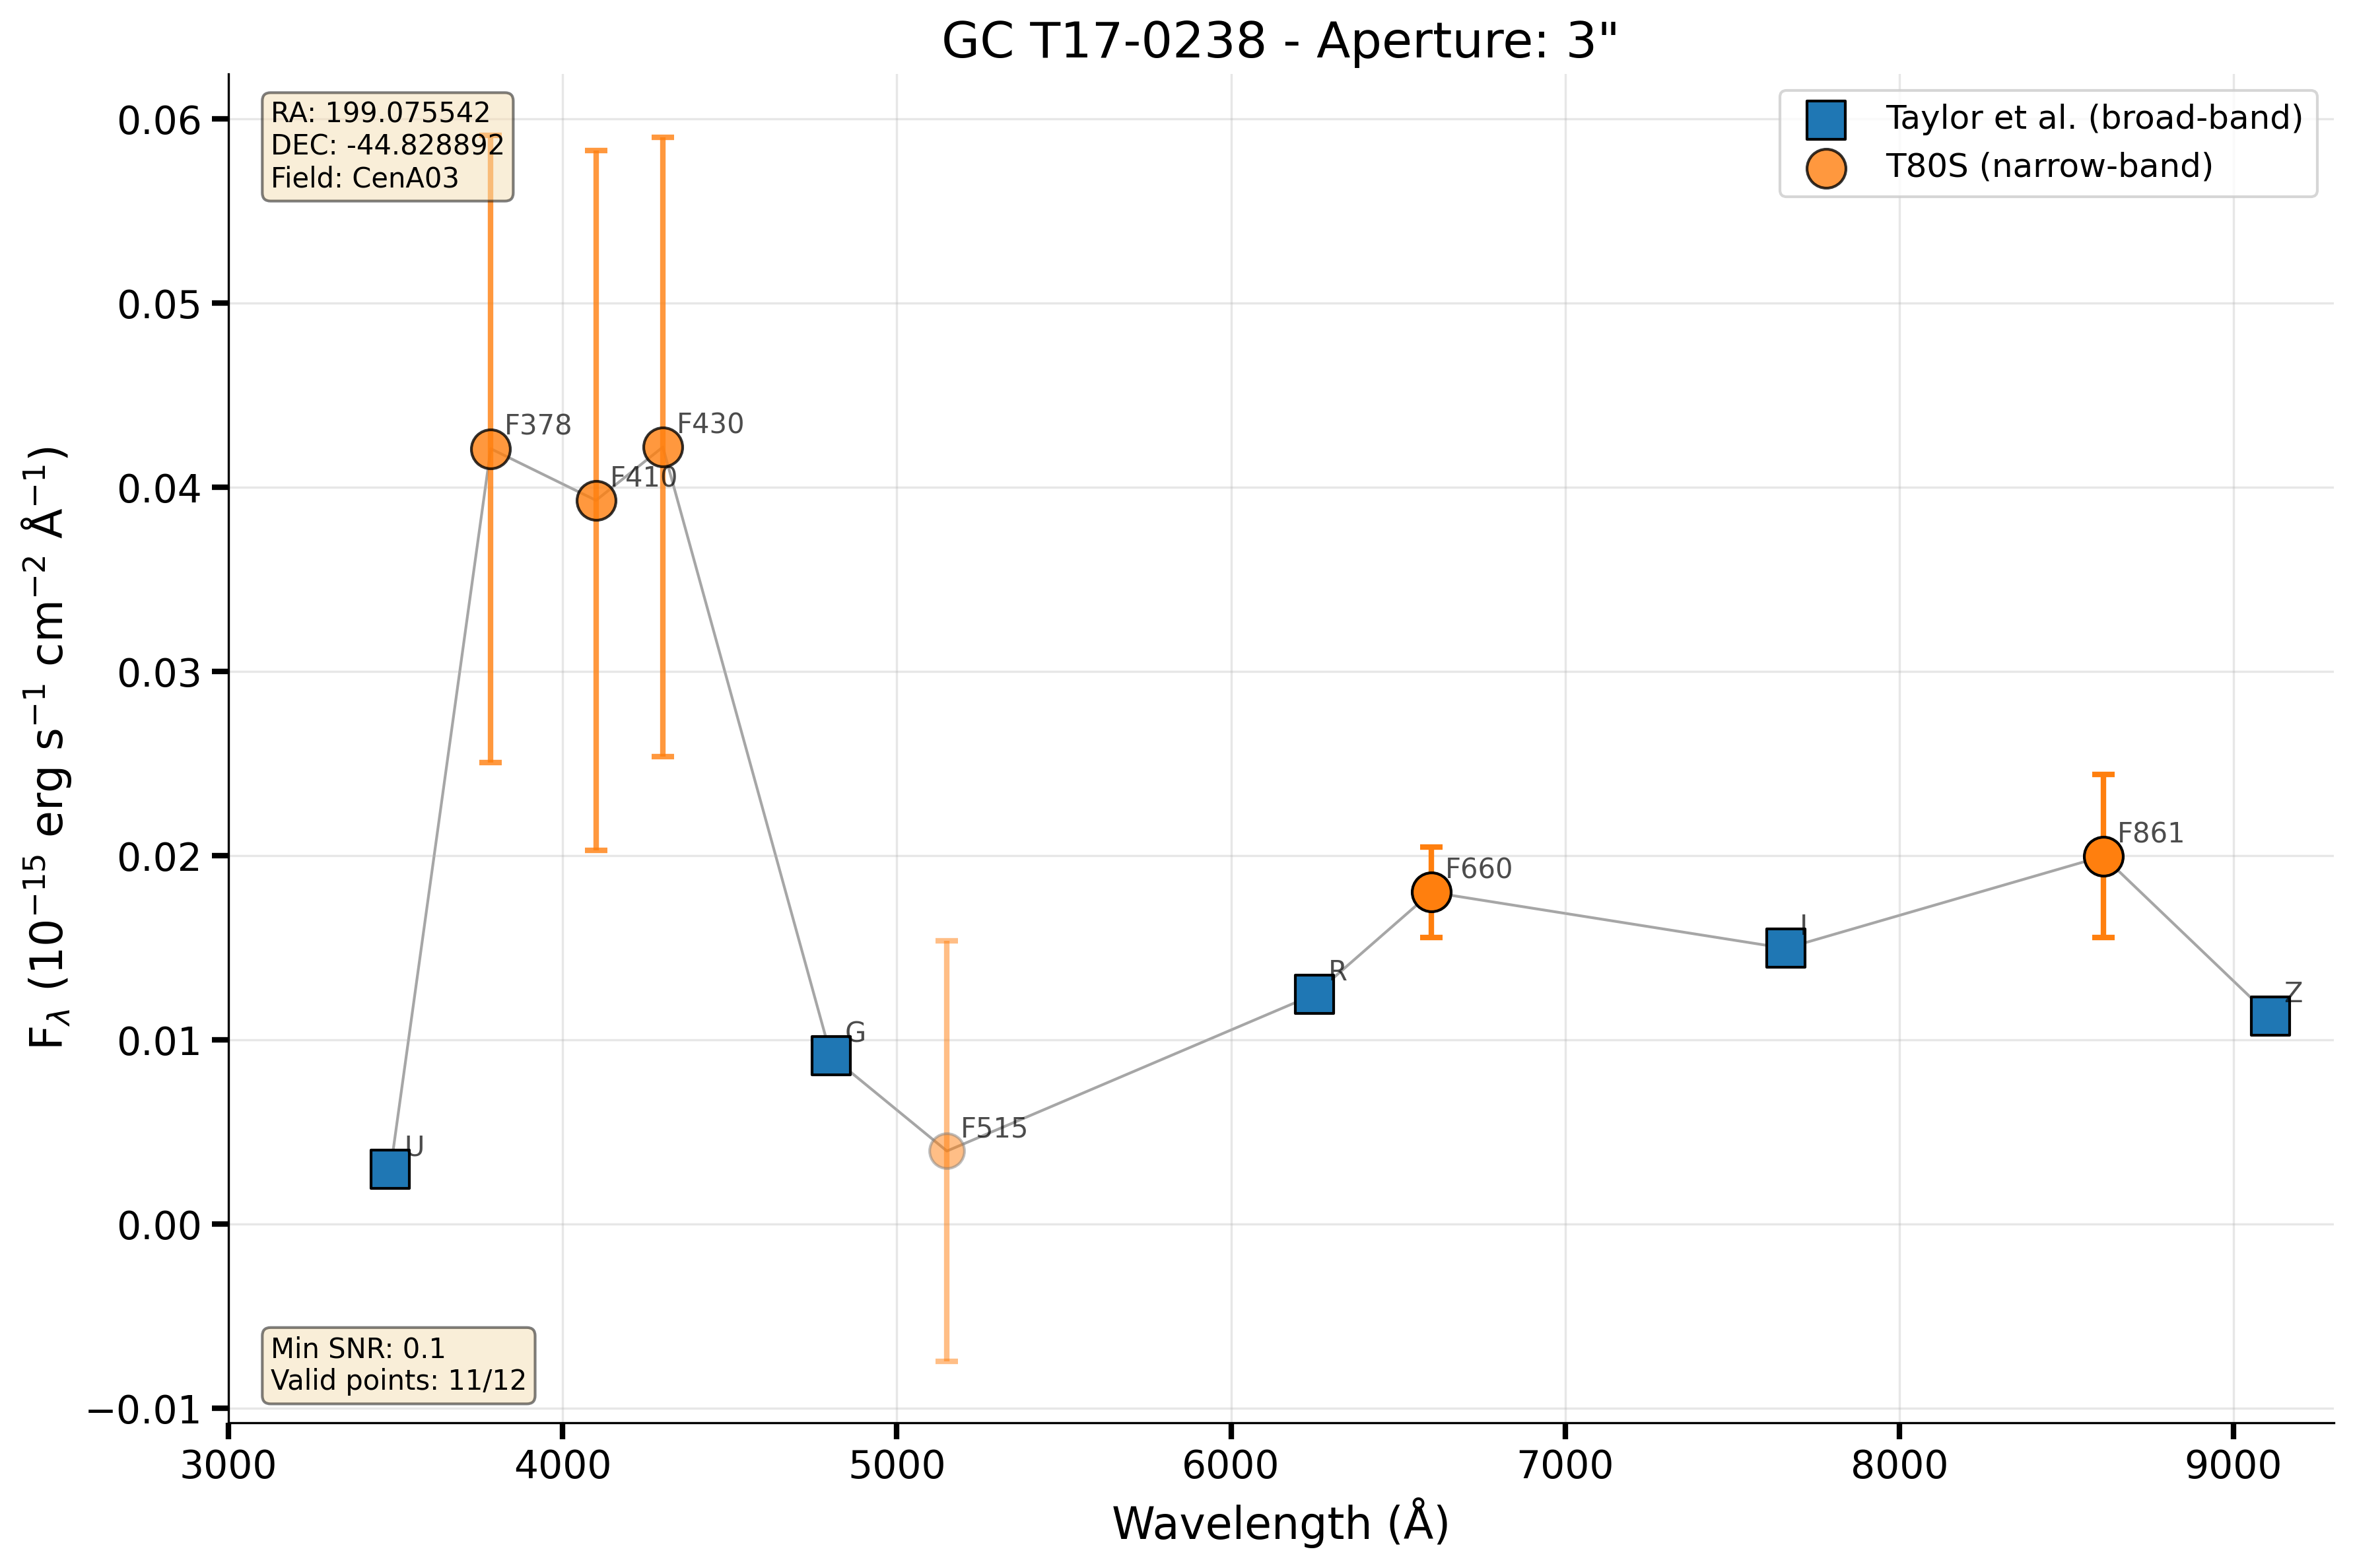 GC T17-0238 - Aperture: 3"
RA: 199.075542
DEC: -44.828892
Field: CenA03
Taylor et al. (broad-band)
T80S (narrow-band)
F_λ (10⁻¹⁵ erg s⁻¹ cm⁻² Å⁻¹)
0.06
0.05
0.04
0.03
0.02
0.01
0.00
−0.01
F378
F410
F430
U
G
F515
R
F660
I
F861
Z
Min SNR: 0.1
Valid points: 11/12
3000
4000
5000
6000
7000
8000
9000
Wavelength (Å)